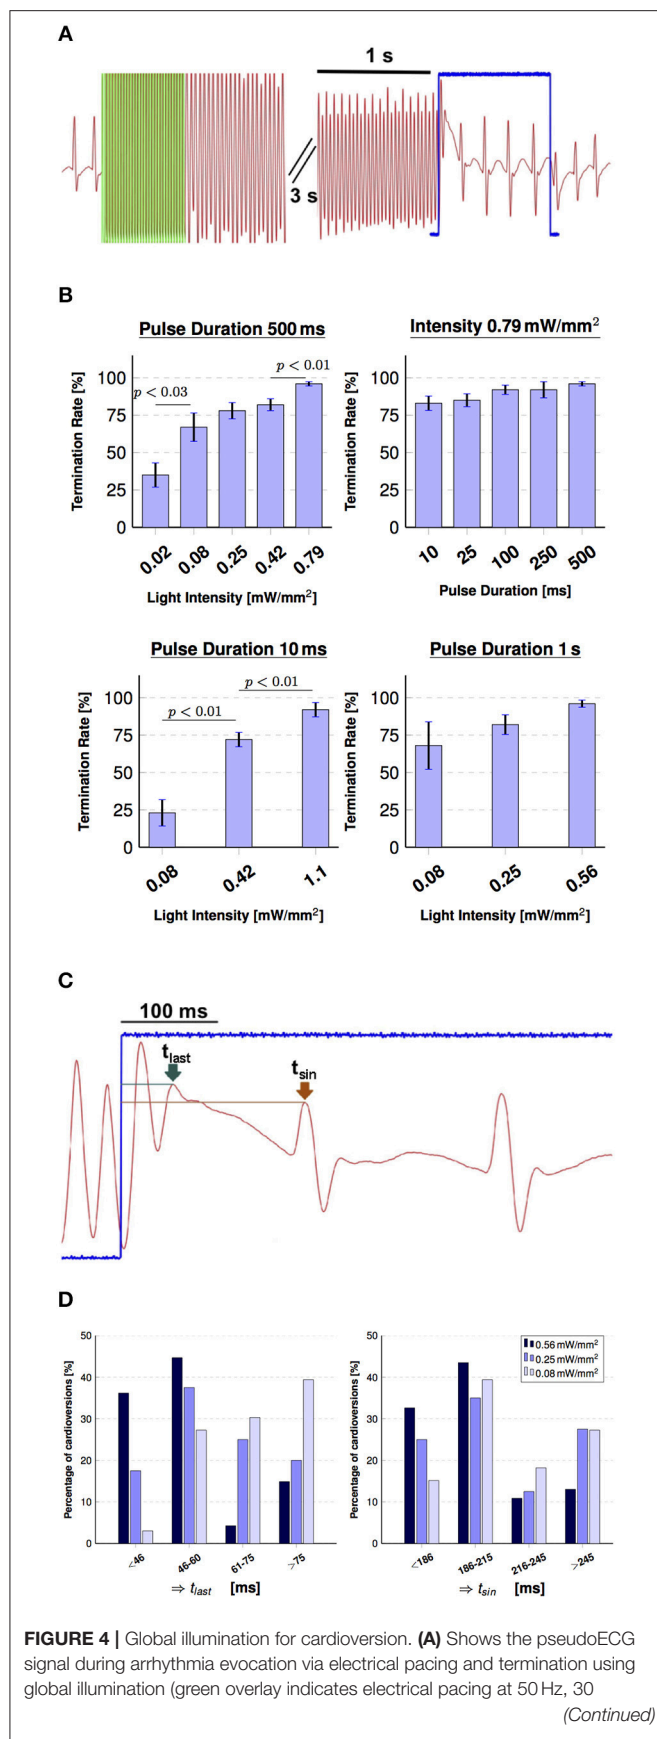 A
1 s
3 s
B
Pulse Duration 500 ms
p < 0.03
p < 0.01
Termination Rate [%]
100
75
50
25
0
0.02
0.08
0.25
0.42
0.79
Light Intensity [mW/mm²]
Intensity 0.79 mW/mm²
Termination Rate [%]
100
75
50
25
0
10
25
100
250
500
Pulse Duration [ms]
Pulse Duration 10 ms
p < 0.01
p < 0.01
Termination Rate [%]
100
75
50
25
0
0.08
0.42
1.1
Light Intensity [mW/mm²]
Pulse Duration 1 s
Termination Rate [%]
100
75
50
25
0
0.08
0.25
0.56
Light Intensity [mW/mm²]
C
100 ms
t_last
t_sin
D
Percentage of cardioversions [%]
50
40
30
20
10
0
<46
46-60
61-75
>75
⇒ t_last [ms]
Percentage of cardioversions [%]
50
40
30
20
10
0
0.56 mW/mm²
0.25 mW/mm²
0.08 mW/mm²
<186
186-215
216-245
>245
⇒ t_sin [ms]
FIGURE 4 | Global illumination for cardioversion. (A) Shows the pseudoECG
signal during arrhythmia evocation via electrical pacing and termination using
global illumination (green overlay indicates electrical pacing at 50 Hz, 30
(Continued)